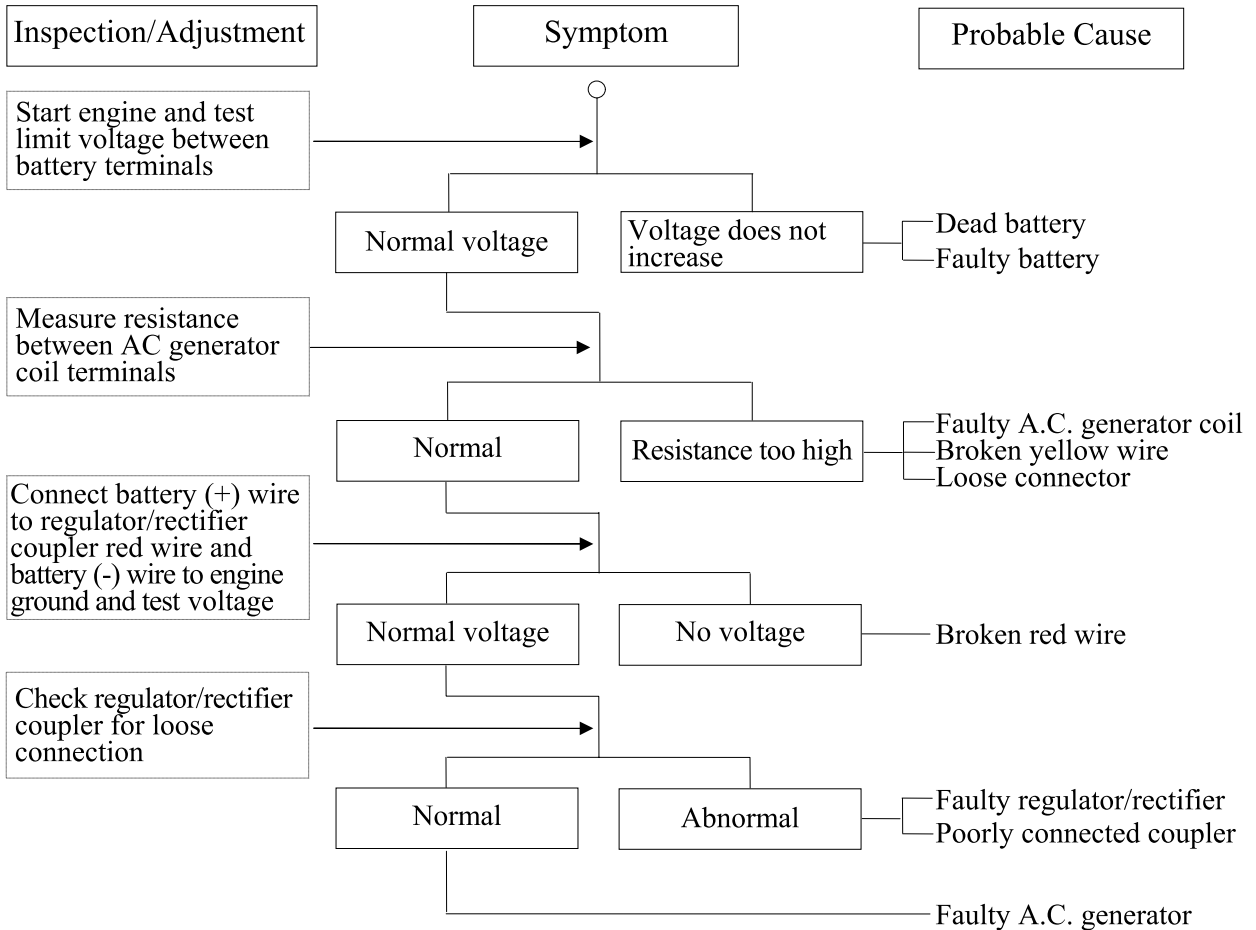 Inspection/Adjustment
Symptom
Probable Cause
Start engine and test
limit voltage between
battery terminals
Normal voltage
Voltage does not
increase
Dead battery
Faulty battery
Measure resistance
between AC generator
coil terminals
Normal
Resistance too high
Faulty A.C. generator coil
Broken yellow wire
Loose connector
Connect battery (+) wire
to regulator/rectifier
coupler red wire and
battery (-) wire to engine
ground and test voltage
Normal voltage
No voltage
Broken red wire
Check regulator/rectifier
coupler for loose
connection
Normal
Abnormal
Faulty regulator/rectifier
Poorly connected coupler
Faulty A.C. generator